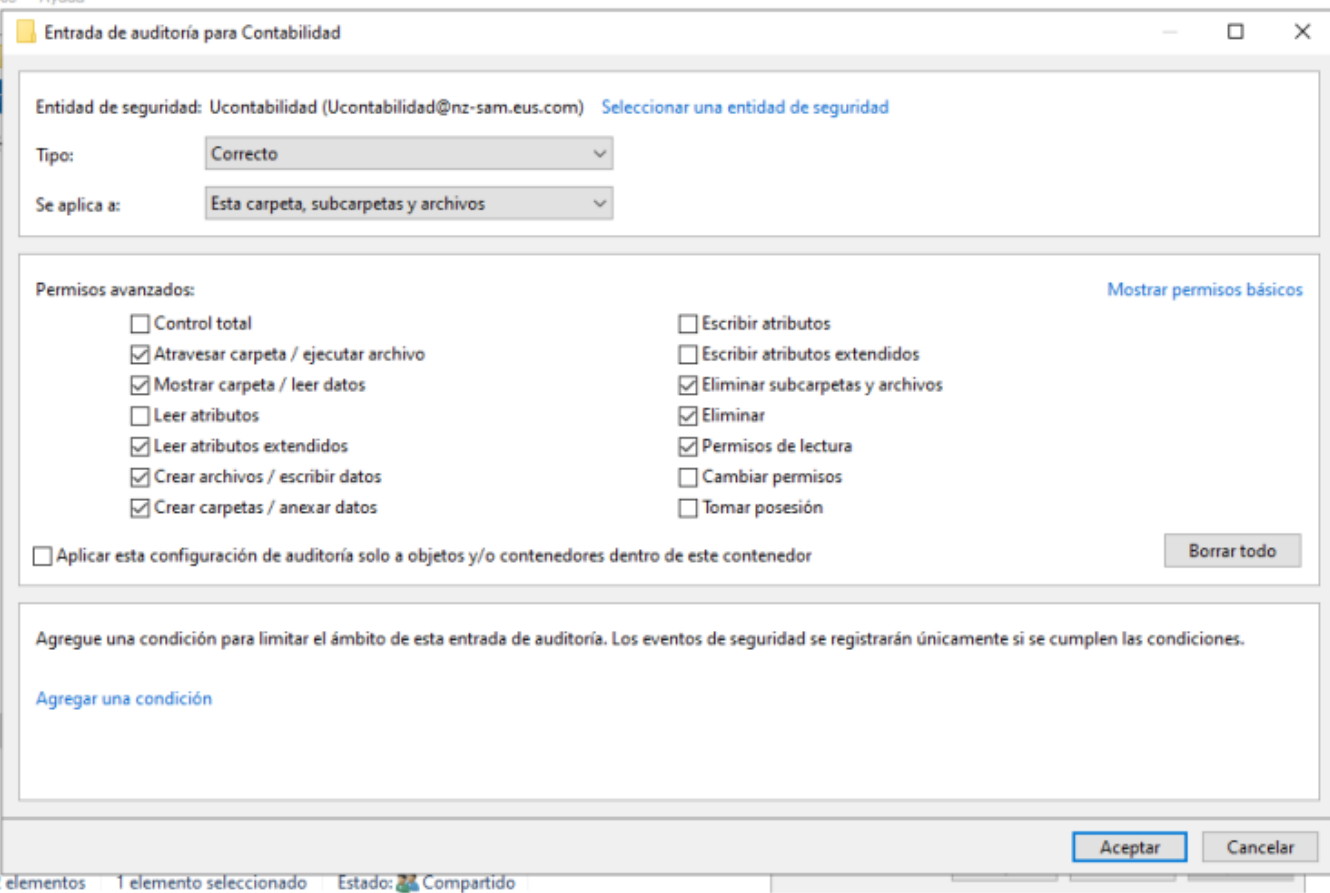 Ayuda
Entrada de auditoría para Contabilidad
Entidad de seguridad: Ucontabilidad (Ucontabilidad@nz-sam.eus.com) Seleccionar una entidad de seguridad
Tipo: Correcto
Se aplica a: Esta carpeta, subcarpetas y archivos
Permisos avanzados: Mostrar permisos básicos
Control total Escribir atributos
Atravesar carpeta / ejecutar archivo Escribir atributos extendidos
Mostrar carpeta / leer datos Eliminar subcarpetas y archivos
Leer atributos Eliminar
Leer atributos extendidos Permisos de lectura
Crear archivos / escribir datos Cambiar permisos
Crear carpetas / anexar datos Tomar posesión
Aplicar esta configuración de auditoría solo a objetos y/o contenedores dentro de este contenedor Borrar todo
Agregue una condición para limitar el ámbito de esta entrada de auditoría. Los eventos de seguridad se registrarán únicamente si se cumplen las condiciones.
Agregar una condición
Aceptar Cancelar
elementos 1 elemento seleccionado Estado: Compartido